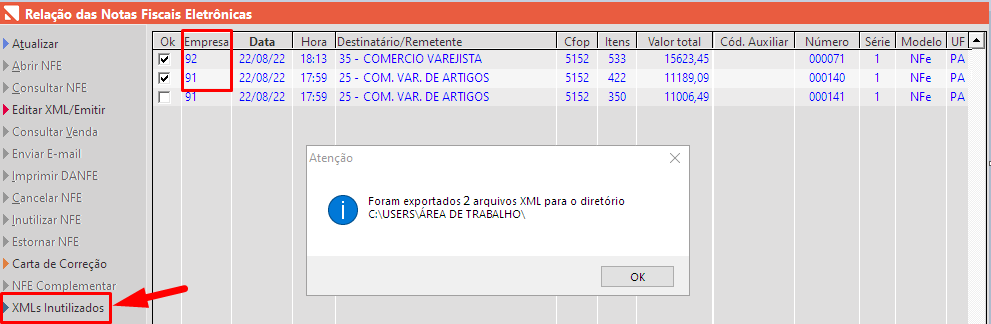 Relação das Notas Fiscais Eletrônicas
Atualizar
Abrir NFE
Consultar NFE
Editar XML/Emitir
Consultar Venda
Enviar E-mail
Imprimir DANFE
Cancelar NFE
Inutilizar NFE
Estornar NFE
Carta de Correção
NFE Complementar
XMLs Inutilizados
Ok Empresa Data Hora Destinatário/Remetente Cfop Itens Valor total Cód. Auxiliar Número Série Modelo UF
92 22/08/22 18:13 35 - COMERCIO VAREJISTA 5152 533 15623,45 000071 1 NFe PA
91 22/08/22 17:59 25 - COM. VAR. DE ARTIGOS 5152 422 11189,09 000140 1 NFe PA
91 22/08/22 17:59 25 - COM. VAR. DE ARTIGOS 5152 350 11006,49 000141 1 NFe PA
Atenção
Foram exportados 2 arquivos XML para o diretório
C:\USERS\ÁREA DE TRABALHO\
OK